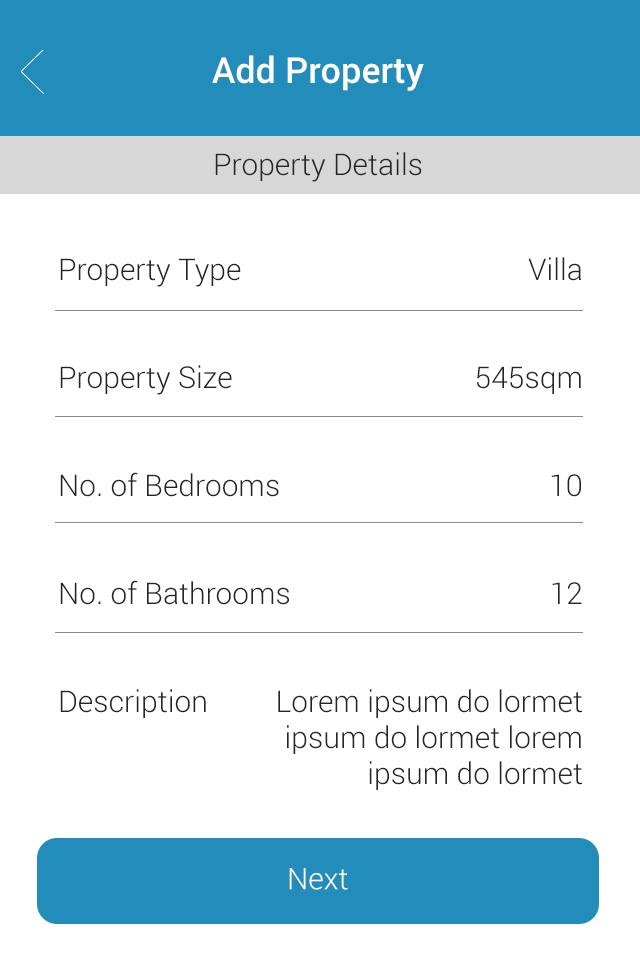 Add Property
Property Details
Property Type Villa
Property Size 545sqm
No. of Bedrooms 10
No. of Bathrooms 12
Description Lorem ipsum do lormet
ipsum do lormet lorem
ipsum do lormet
Next